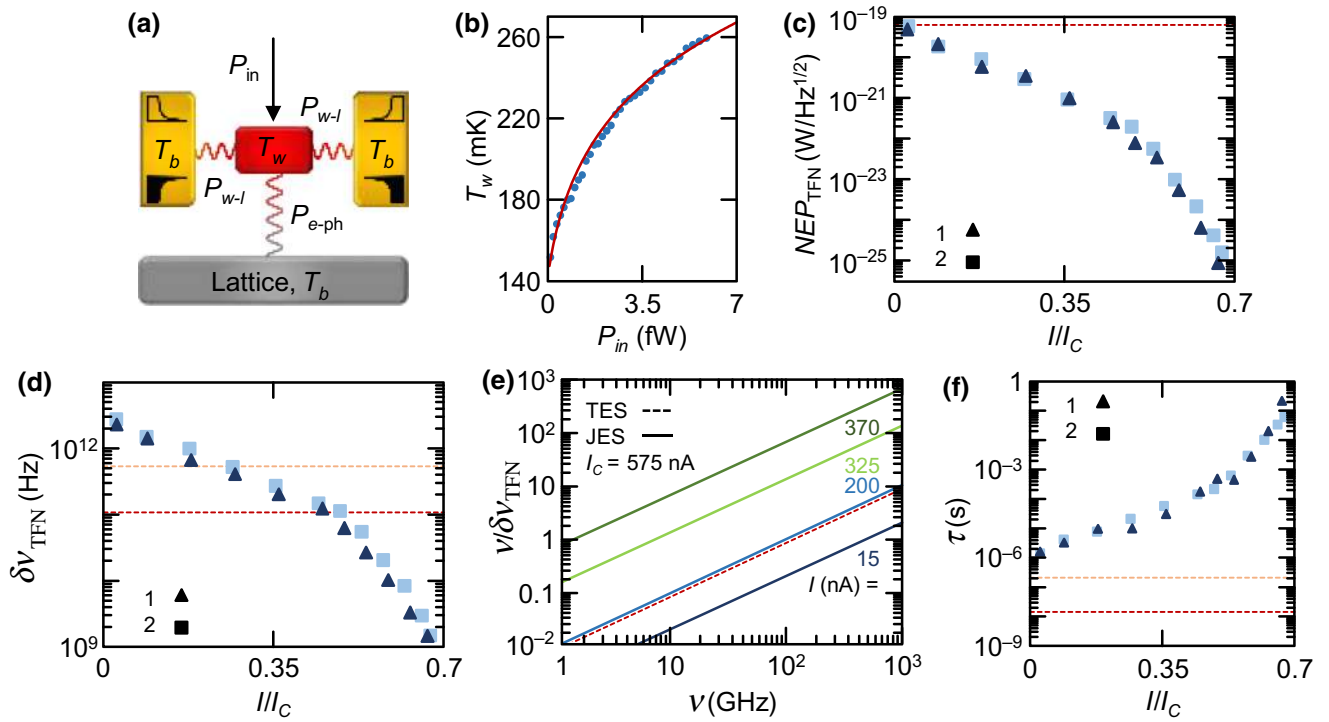 (a)
P_in
P_w-l
T_b
T_w
T_b
P_w-l
P_e-ph
Lattice, T_b
(b)
260
220
180
140
T_w (mK)
0
3.5
7
P_in (fW)
(c)
10^−19
10^−21
10^−23
10^−25
NEP_TFN (W/Hz^1/2)
1
2
0
0.35
0.7
I/I_C
(d)
10^12
10^9
δν_TFN (Hz)
1
2
0
0.35
0.7
I/I_C
(e)
10^3
10^2
10
1
0.1
10^−2
ν/δν_TFN
TES
JES
I_C = 575 nA
370
325
200
15
I (nA) =
1
10
10^2
10^3
ν (GHz)
(f)
1
10^−3
10^−6
10^−9
τ (s)
1
2
0
0.35
0.7
I/I_C